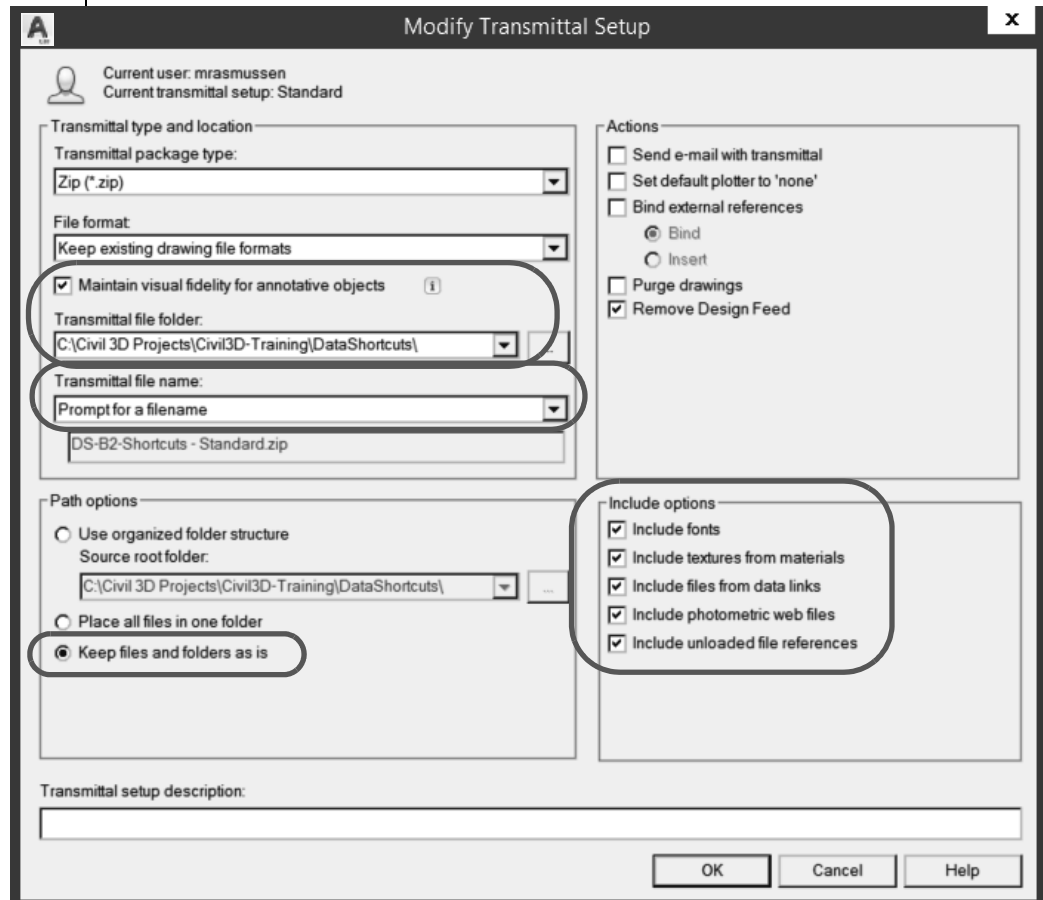 Modify Transmittal Setup
x
Current user: mrasmussen
Current transmittal setup: Standard
Transmittal type and location
Transmittal package type:
Zip (*.zip)
File format:
Keep existing drawing file formats
Maintain visual fidelity for annotative objects
Transmittal file folder:
C:\Civil 3D Projects\Civil3D-Training\DataShortcuts\
...
Transmittal file name:
Prompt for a filename
DS-B2-Shortcuts - Standard.zip
Actions
Send e-mail with transmittal
Set default plotter to 'none'
Bind external references
Bind
Insert
Purge drawings
Remove Design Feed
Path options
Use organized folder structure
Source root folder:
C:\Civil 3D Projects\Civil3D-Training\DataShortcuts\
...
Place all files in one folder
Keep files and folders as is
Include options
Include fonts
Include textures from materials
Include files from data links
Include photometric web files
Include unloaded file references
Transmittal setup description:
OK
Cancel
Help